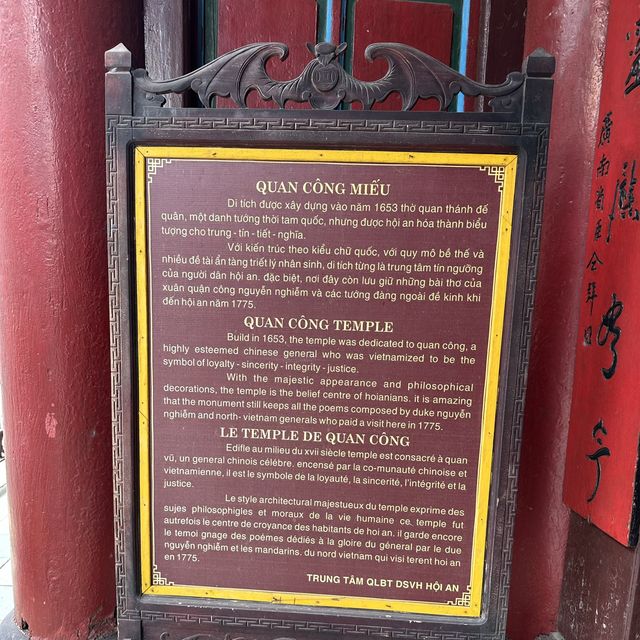 QUAN CÔNG MIẾU
Di tích được xây dựng vào năm 1653 thờ quan thánh đế
quân, một danh tướng thời tam quốc, nhưng được hội an hóa thành biểu
tượng cho trung - tín - tiết - nghĩa.
Với kiến trúc theo kiểu chữ quốc, với quy mô bề thế và
nhiều đề tài ẩn tàng triết lý nhân sinh, di tích từng là trung tâm tín ngưỡng
của người dân hội an. đặc biệt, nơi đây còn lưu giữ những bài thơ của
xuân quận công nguyễn nghiễm và các tướng đàng ngoài đề kinh khi
đến hội an năm 1775.
QUAN CÔNG TEMPLE
Build in 1653, the temple was dedicated to quan công, a
highly esteemed chinese general who was vietnamized to be the
symbol of loyalty - sincerity - integrity - justice.
With the majestic appearance and philosophical
decorations, the temple is the belief centre of hoianians. it is amazing
that the monument still keeps all the poems composed by duke nguyễn
nghiễm and north- vietnam generals who paid a visit here in 1775.
LE TEMPLE DE QUAN CÔNG
Edifle au milieu du xvii siècle temple est consacré à quan
vũ, un general chinois célébre. encensé par la co-munauté chinoise et
vietnamienne, il est le symbole de la loyauté, la sincerité, l'intégrité et la
justice.
Le style architectural majestueux du temple exprime des
sujes philosophigles et moraux de la vie humaine ce. temple fut
autrefois le centre de croyance des habitants de hoi an. il garde encore
le temoi gnage des poémes dédiés à la gloire du général par le due
nguyễn nghiễm et les mandarins. du nord vietnam qui visi terent hoi an
en 1775.
TRUNG TÂM QLBT DSVH HỘI AN